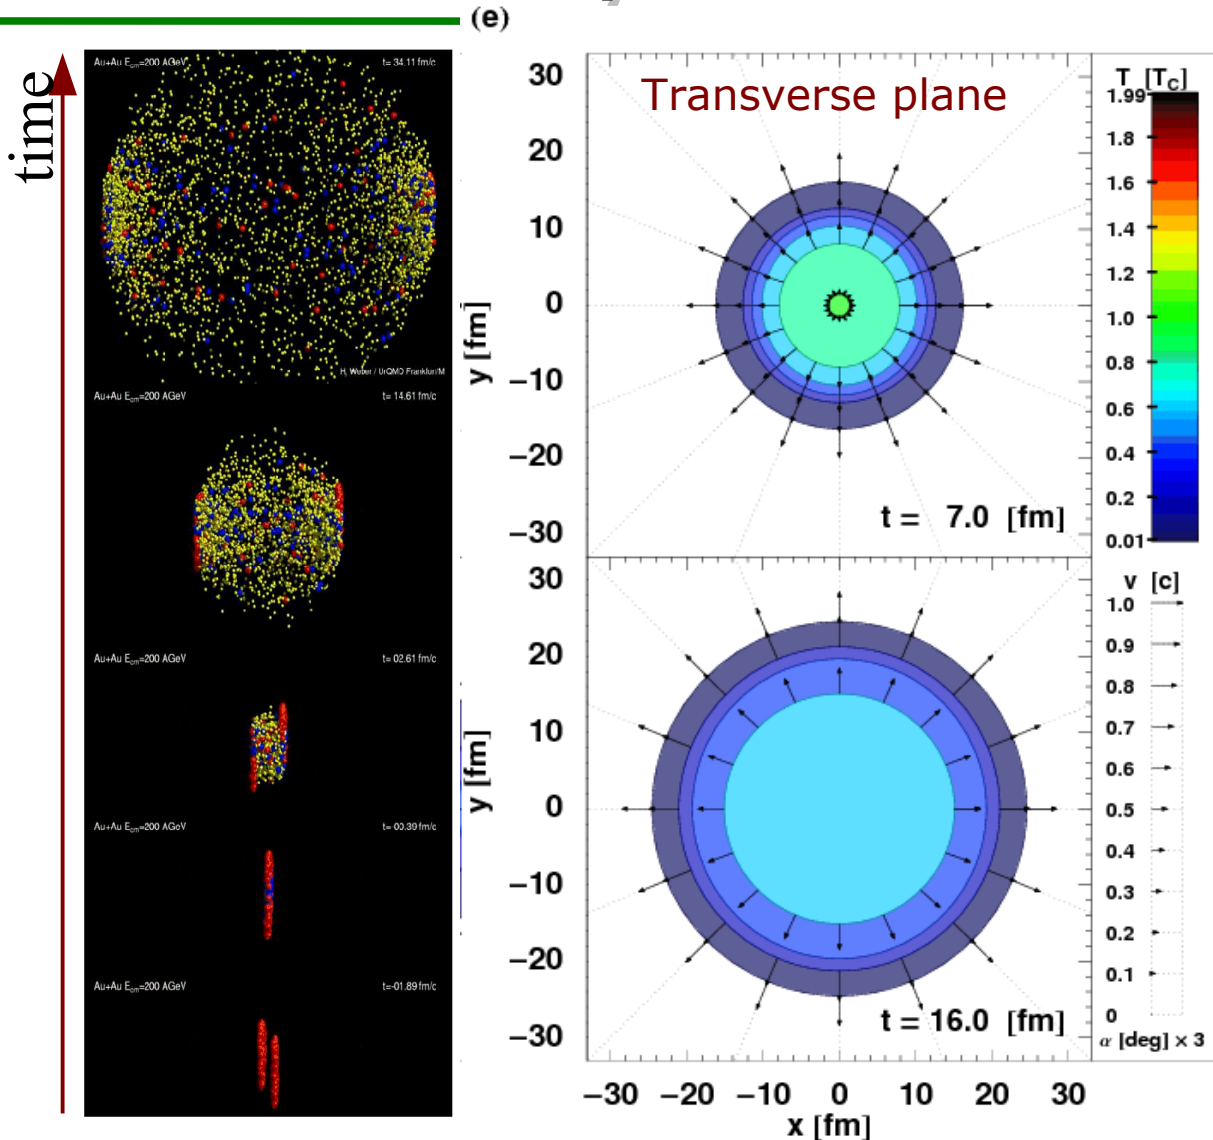 (e)
time
Au+Au E_cm=200 AGeV
t= 34.11 fm/c
H. Weber / UrQMD Frankfurt/M
Au+Au E_cm=200 AGeV
t= 14.61 fm/c
Au+Au E_cm=200 AGeV
t= 02.61 fm/c
Au+Au E_cm=200 AGeV
t=-00.39 fm/c
Au+Au E_cm=200 AGeV
t=-01.89 fm/c
Transverse plane
y [fm]
30
20
10
0
−10
−20
−30
t = 7.0 [fm]
y [fm]
30
20
10
0
−10
−20
−30
t = 16.0 [fm]
−30 −20 −10 0 10 20 30
x [fm]
T [T_C]
1.99
1.8
1.6
1.4
1.2
1.0
0.8
0.6
0.4
0.2
0.01
v [c]
1.0
0.9
0.8
0.7
0.6
0.5
0.4
0.3
0.2
0.1
0
α [deg] × 3